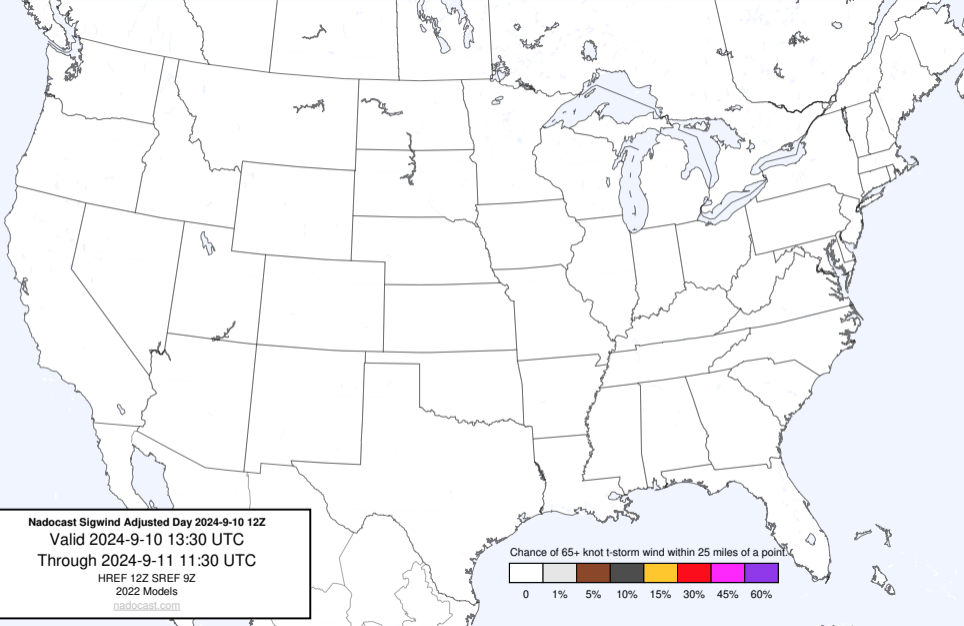 Nadocast Sigwind Adjusted Day 2024-9-10 12Z
Valid 2024-9-10 13:30 UTC
Through 2024-9-11 11:30 UTC
HREF 12Z SREF 9Z
2022 Models
nadocast.com
Chance of 65+ knot t-storm wind within 25 miles of a point.
0 1% 5% 10% 15% 30% 45% 60%